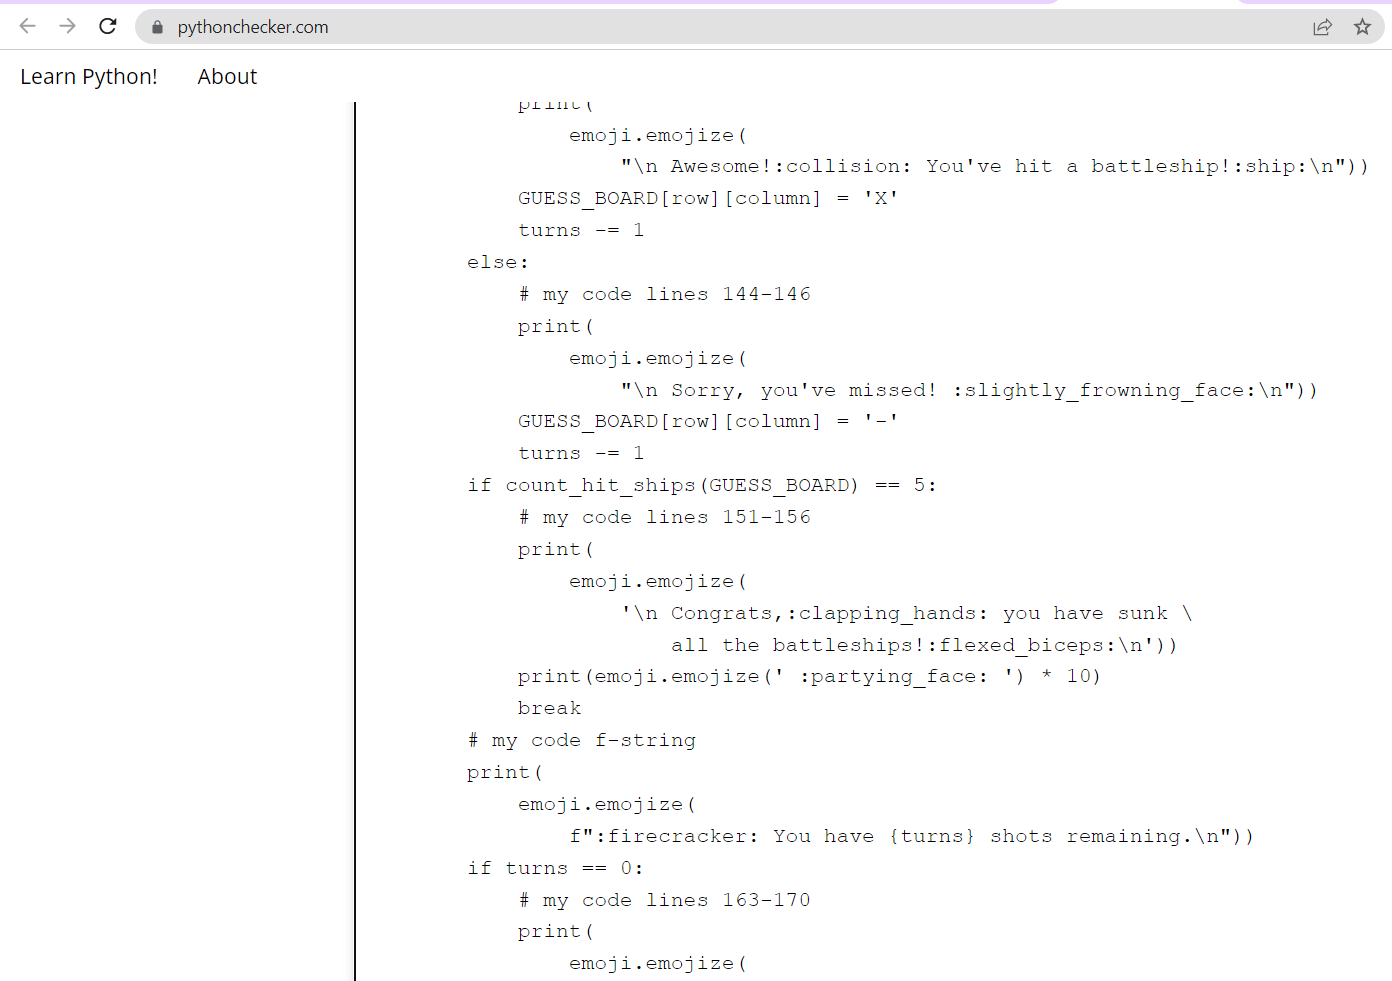 pythonchecker.com
Learn Python! About
print(
emoji.emojize(
"\n Awesome!:collision: You've hit a battleship!:ship:\n"))
GUESS_BOARD[row][column] = 'X'
turns -= 1
else:
# my code lines 144-146
print(
emoji.emojize(
"\n Sorry, you've missed! :slightly_frowning_face:\n"))
GUESS_BOARD[row][column] = '-'
turns -= 1
if count_hit_ships(GUESS_BOARD) == 5:
# my code lines 151-156
print(
emoji.emojize(
'\n Congrats,:clapping_hands: you have sunk \
all the battleships!:flexed_biceps:\n'))
print(emoji.emojize(' :partying_face: ') * 10)
break
# my code f-string
print(
emoji.emojize(
f":firecracker: You have {turns} shots remaining.\n"))
if turns == 0:
# my code lines 163-170
print(
emoji.emojize(